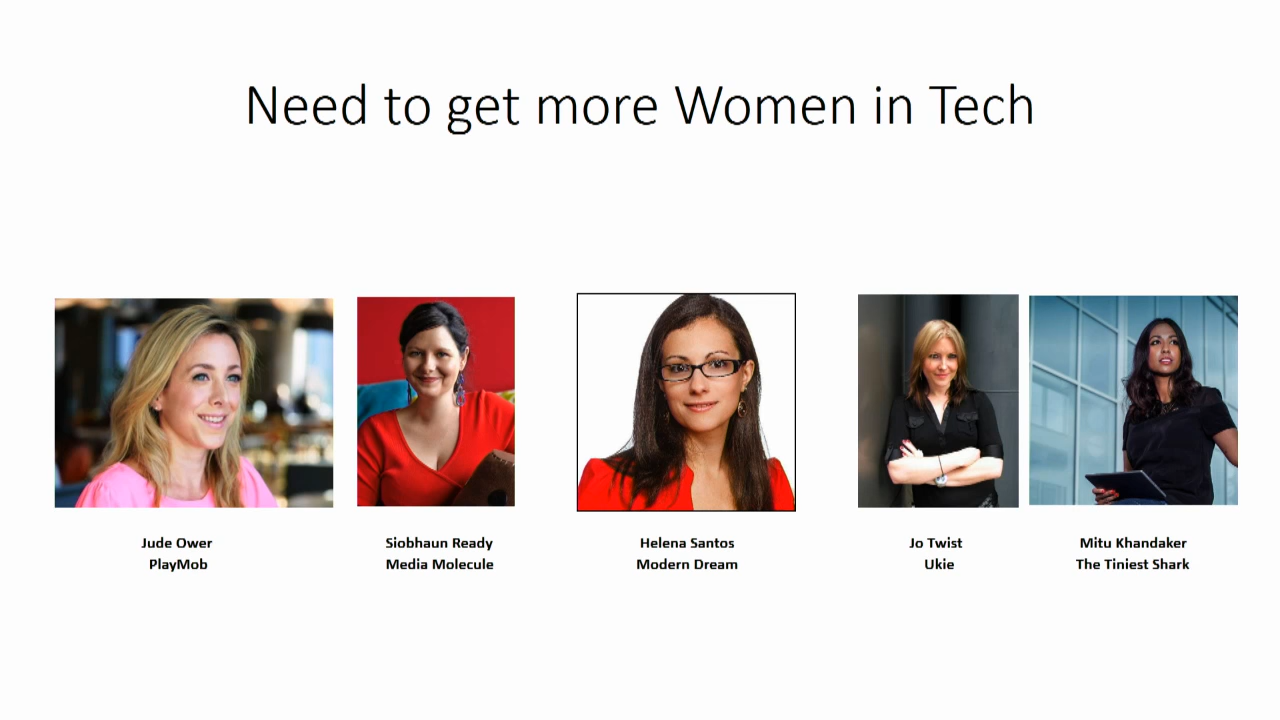 Need to get more Women in Tech
Jude Ower
PlayMob
Siobhaun Ready
Media Molecule
Helena Santos
Modern Dream
Jo Twist
Ukie
Mitu Khandaker
The Tiniest Shark